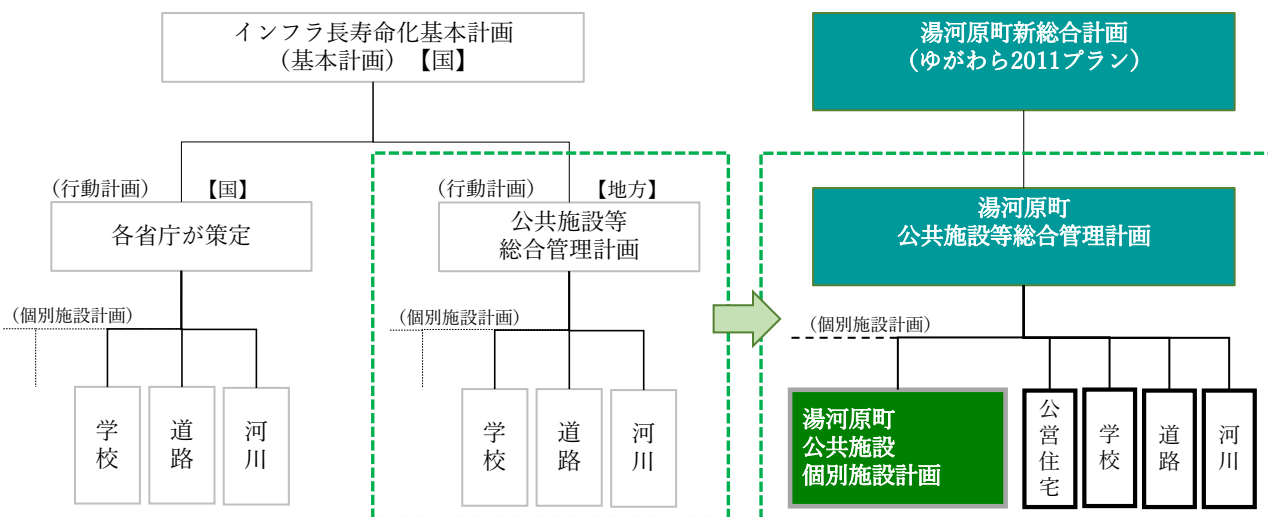 インフラ長寿命化基本計画
(基本計画)【国】
(行動計画)
【国】
各省庁が策定
(個別施設計画)
学校
道路
河川
(行動計画)
【地方】
公共施設等
総合管理計画
(個別施設計画)
学校
道路
河川
湯河原町新総合計画
(ゆがわら2011プラン)
湯河原町
公共施設等総合管理計画
(個別施設計画)
湯河原町
公共施設
個別施設計画
公営住宅
学校
道路
河川